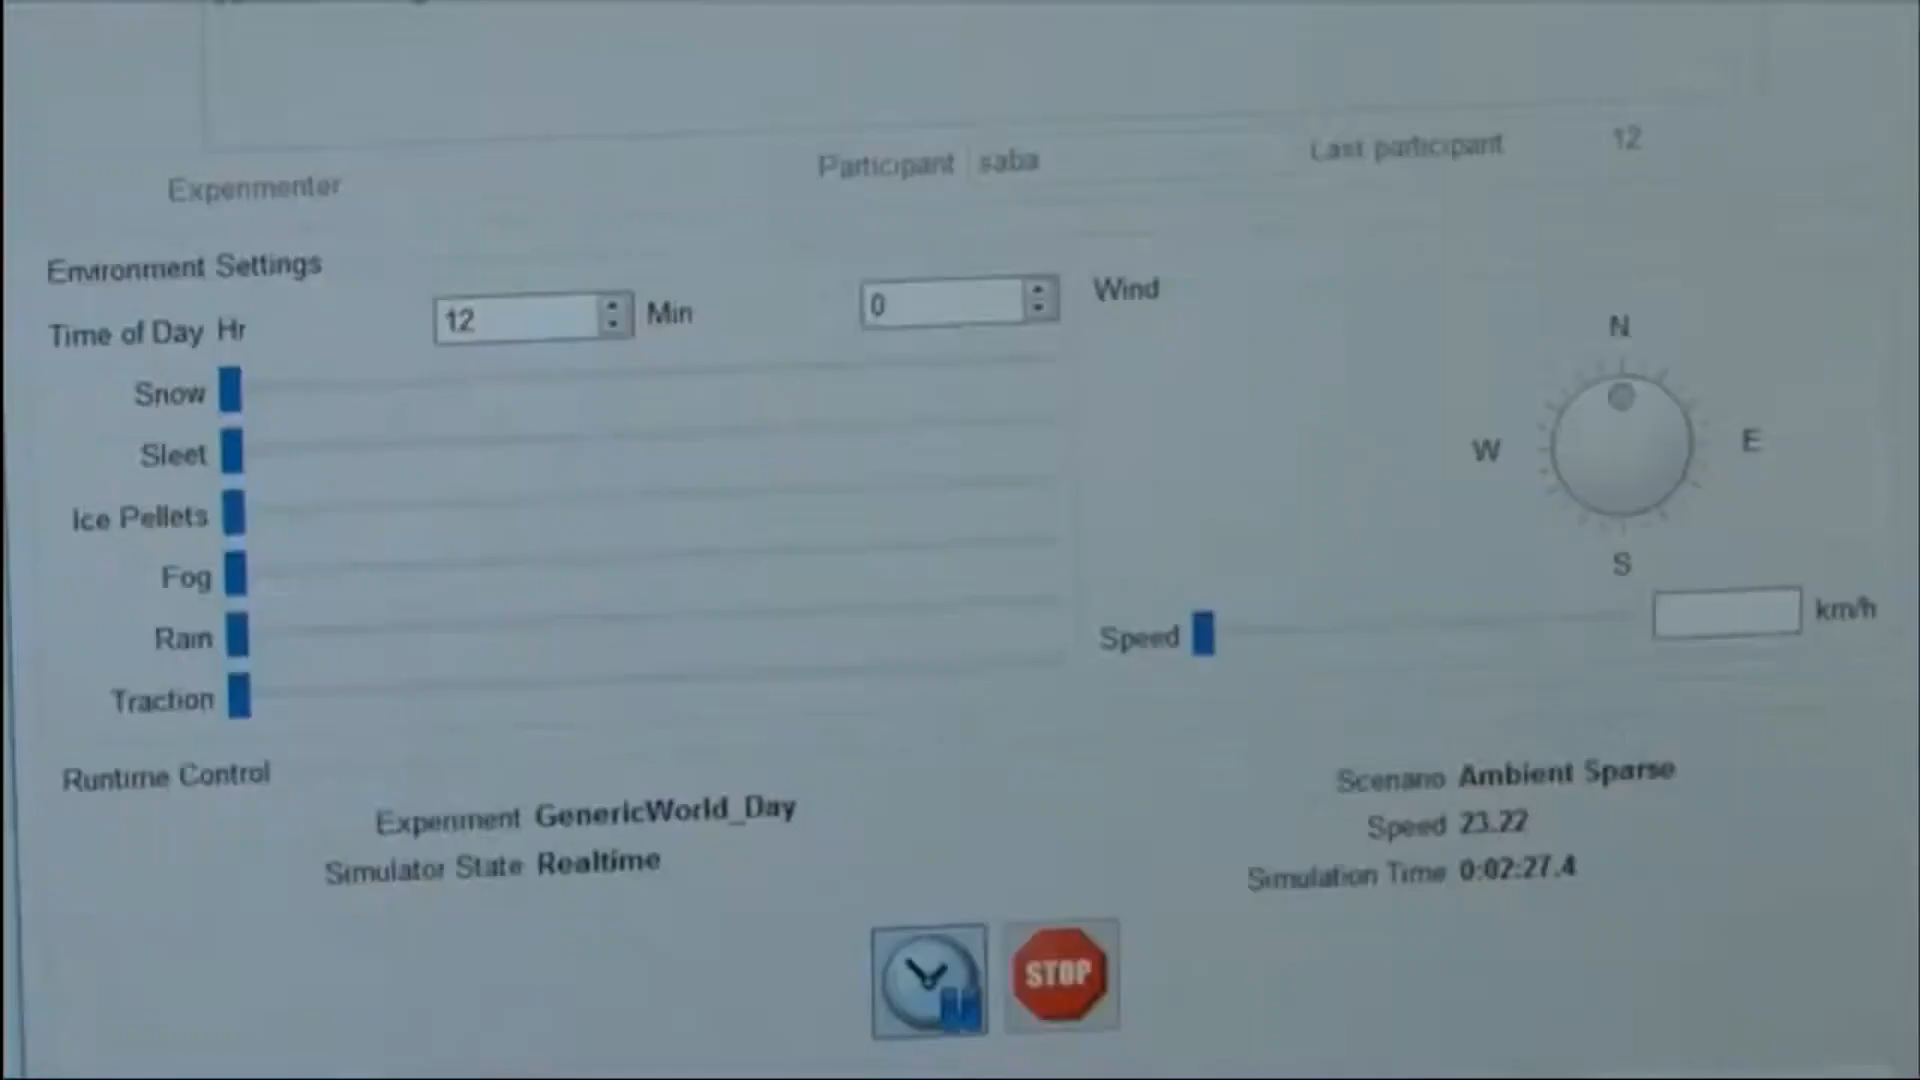 Experimenter Participant saba Last participant 12
Environment Settings
Time of Day Hr 12 Min 0 Wind
N
Snow
W E
Sleet
Ice Pellets
S
Fog
Rain Speed km/h
Traction
Runtime Control
Experiment GenericWorld_Day Scenario Ambient Sparse
Speed 23.22
Simulator State Realtime Simulation Time 0:02:27.4
STOP